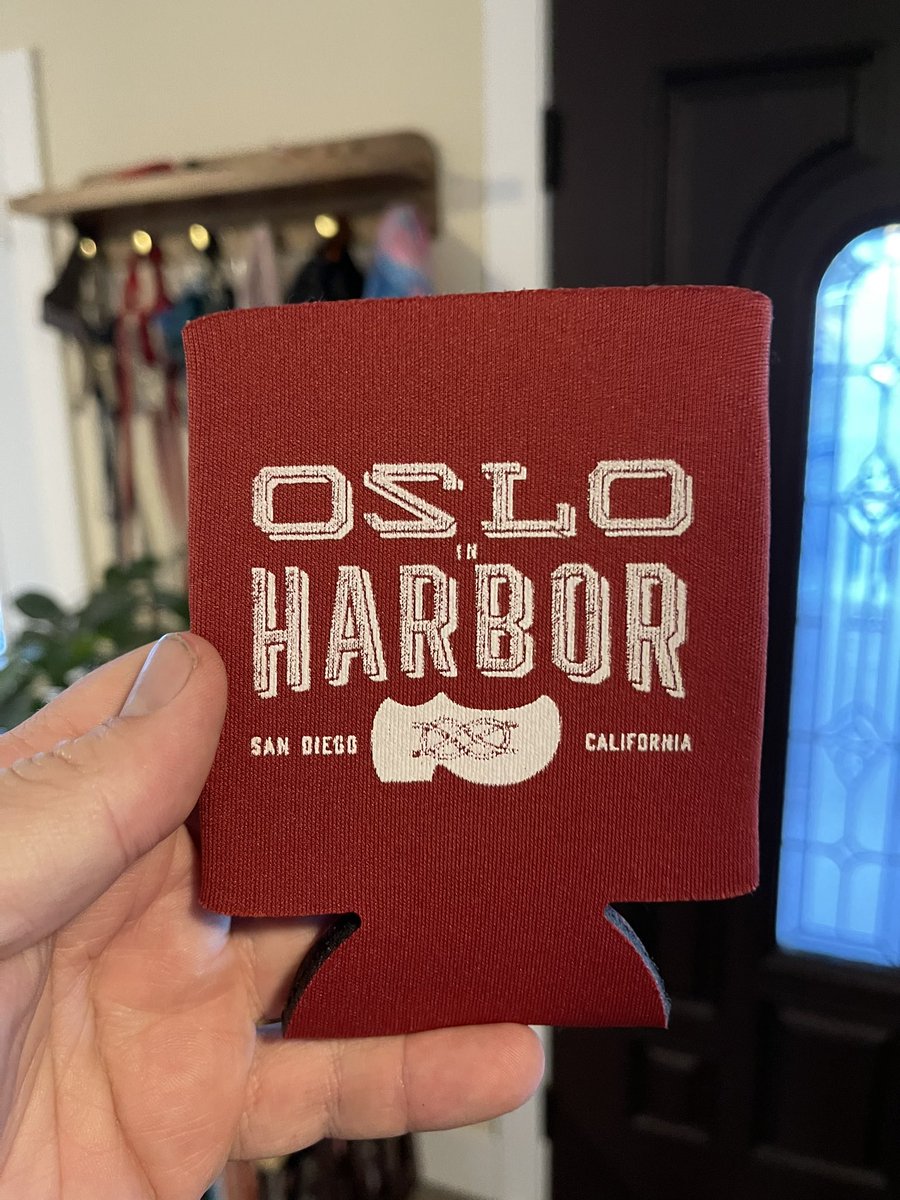 OSLO
IN
HARBOR
SAN DIEGO CALIFORNIA